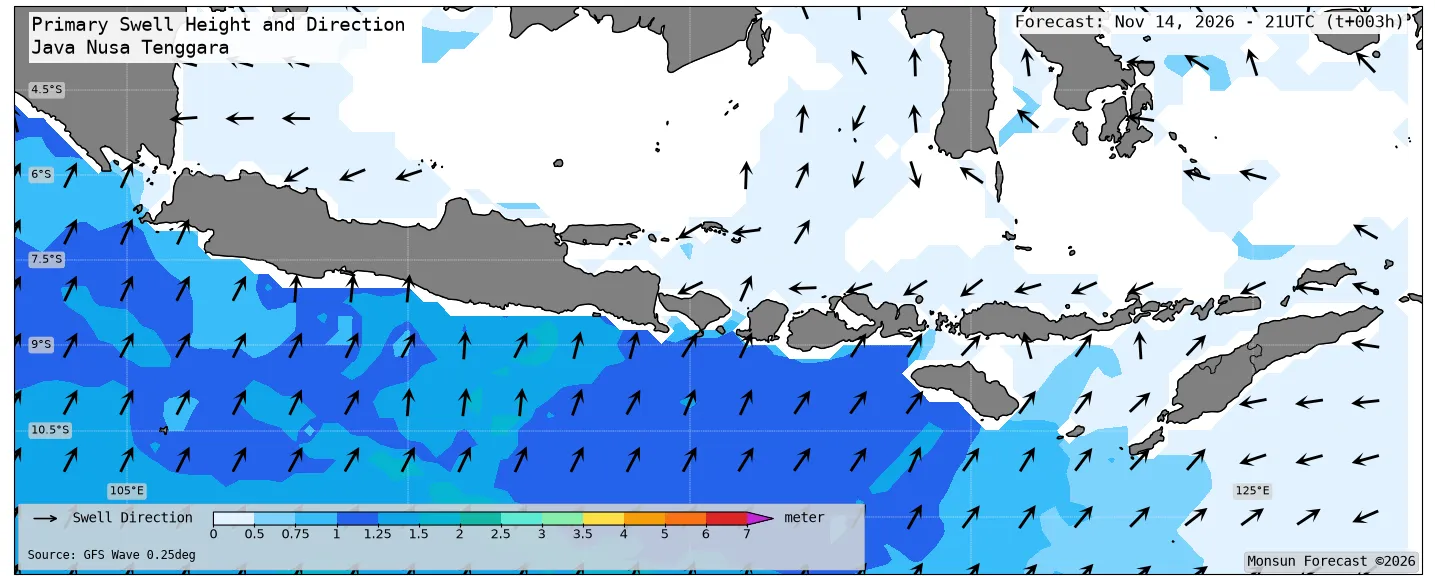 Primary Swell Height and Direction
Java Nusa Tenggara
Forecast: Nov 14, 2026 - 21UTC (t+003h)
4.5°S
6°S
7.5°S
9°S
10.5°S
105°E
125°E
Swell Direction
meter
0 0.5 0.75 1 1.25 1.5 2 2.5 3 3.5 4 5 6 7
Source: GFS Wave 0.25deg
Monsun Forecast ©2026